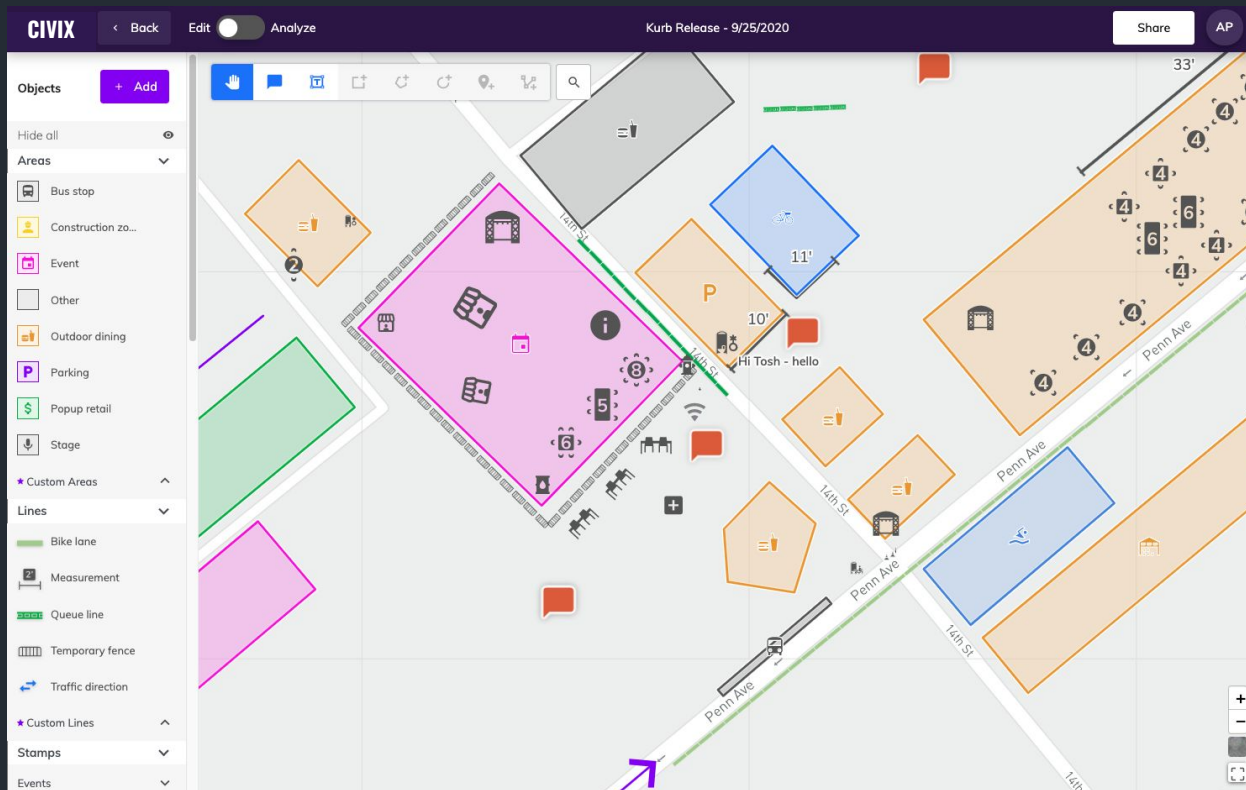 CIVIX
Back
Edit
Analyze
Kurb Release - 9/25/2020
Share
AP
Objects
+ Add
Hide all
Areas
Bus stop
Construction zo...
Event
Other
Outdoor dining
P
Parking
$
Popup retail
Stage
★ Custom Areas
Lines
Bike lane
2"
Measurement
Queue line
Temporary fence
Traffic direction
★ Custom Lines
Stamps
Events
T
33'
4
4
4
4
6
6
4
4
4
4
4
14th St
11'
P
10'
Hi Tosh - hello
14th St
2
i
8
5
6
Penn Ave
Penn Ave
14th St
Penn Ave
14th St
Penn Ave
14th
+
−